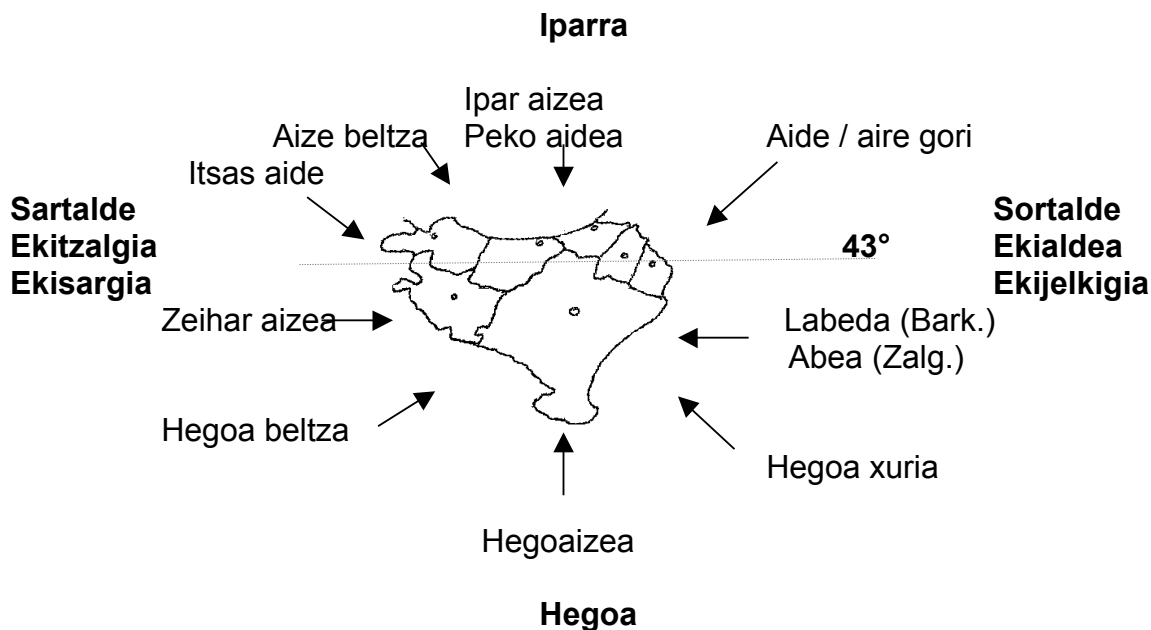 Iparra
Ipar aizea
Peko aidea
Aize beltza
Aide / aire gori
Itsas aide
Sartalde
Ekitzalgia
Ekisargia
Sortalde
Ekialdea
Ekijelkigia
43°
Zeihar aizea
Labeda (Bark.)
Abea (Zalg.)
Hegoa beltza
Hegoa xuria
Hegoaizea
Hegoa